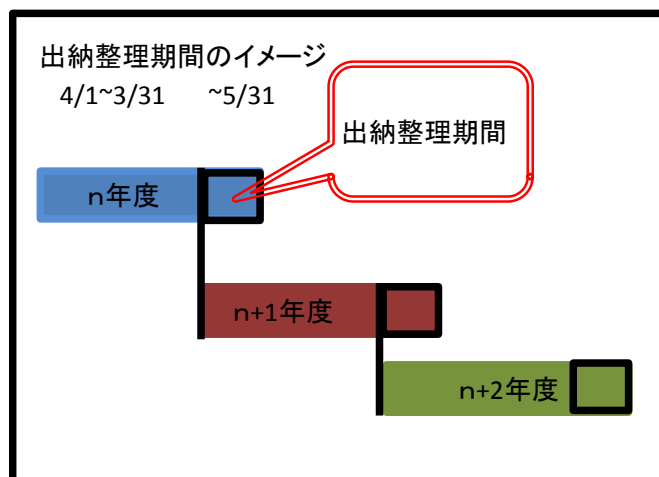 出納整理期間のイメージ
4/1~3/31 ~5/31
出納整理期間
n年度
n+1年度
n+2年度